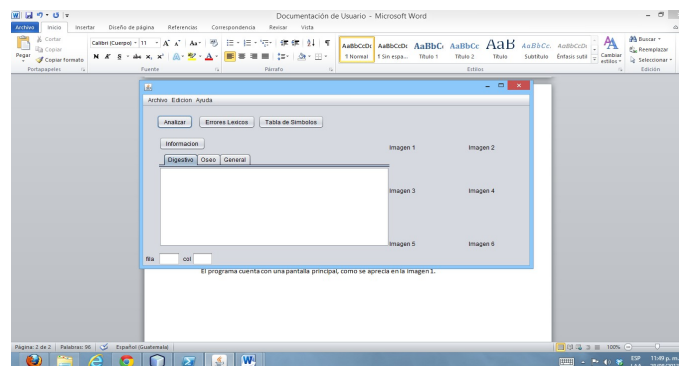 Documentación de Usuario - Microsoft Word
Archivo Inicio Insertar Diseño de página Referencias Correspondencia Revisar Vista
Pegar
Cortar
Copiar
Copiar formato
Portapapeles
Calibri (Cuerpo) 11
Fuente
Párrafo
AaBbCcDc AaBbCcDc AaBbC AaBbCc AaB AaBbCc. AaBbCcDc
¶ Normal ¶ Sin espa... Título 1 Título 2 Título Subtítulo Énfasis sutil
Cambiar estilos
Estilos
Buscar
Reemplazar
Seleccionar
Edición
Archivo Edicion Ayuda
Analizar Errores Lexicos Tabla de Simbolos
Informacion
Digestivo Oseo General
Imagen 1 Imagen 2
Imagen 3 Imagen 4
Imagen 5 Imagen 6
fila col
El programa cuenta con una pantalla principal, como se aprecia en la Imagen 1.
Página: 2 de 2 Palabras: 96 Español (Guatemala) 100%
ESP 11:49 p. m.